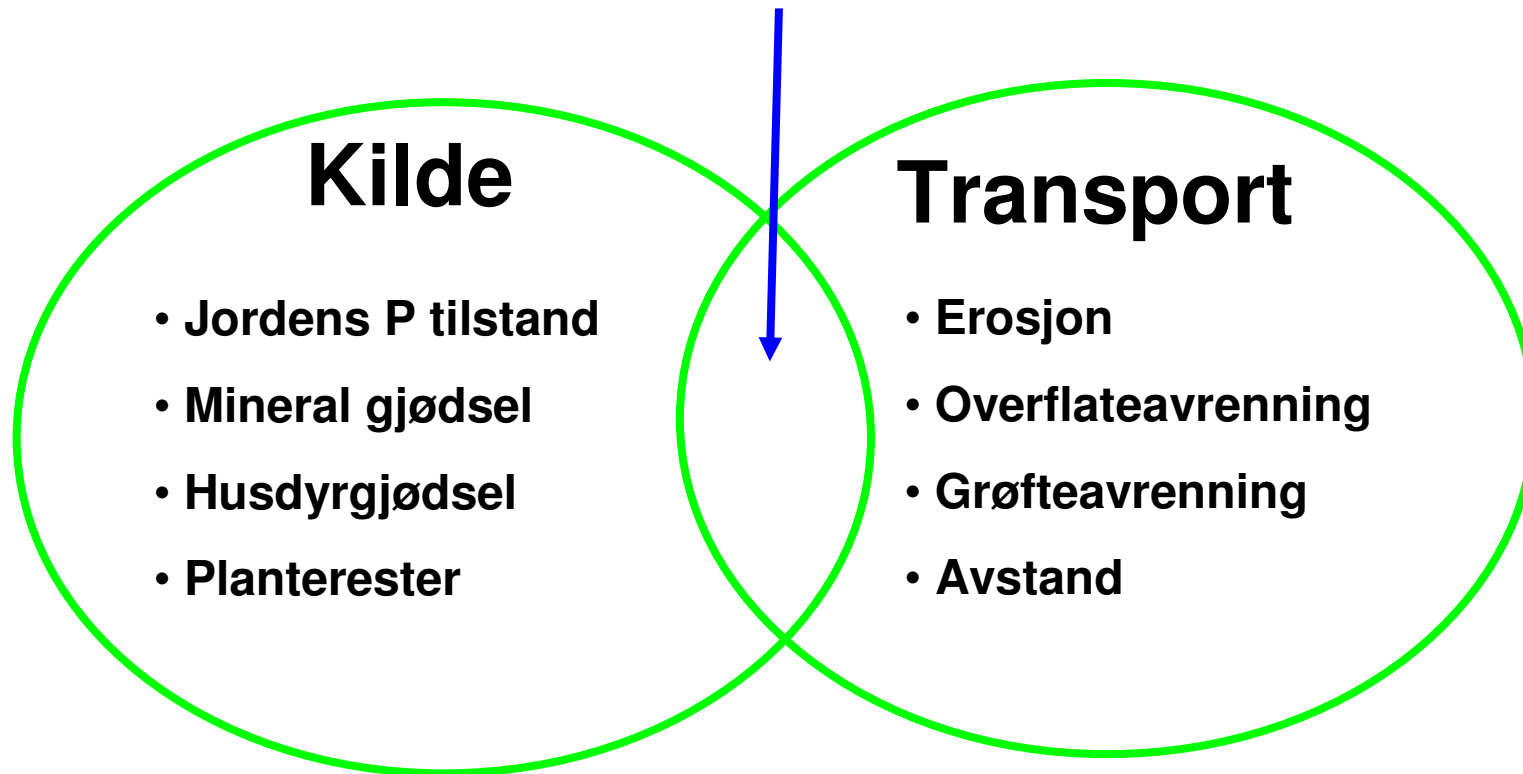 Kilde
• Jordens P tilstand
• Mineral gjødsel
• Husdyrgjødsel
• Planterester
Transport
• Erosjon
• Overflateavrenning
• Grøfteavrenning
• Avstand